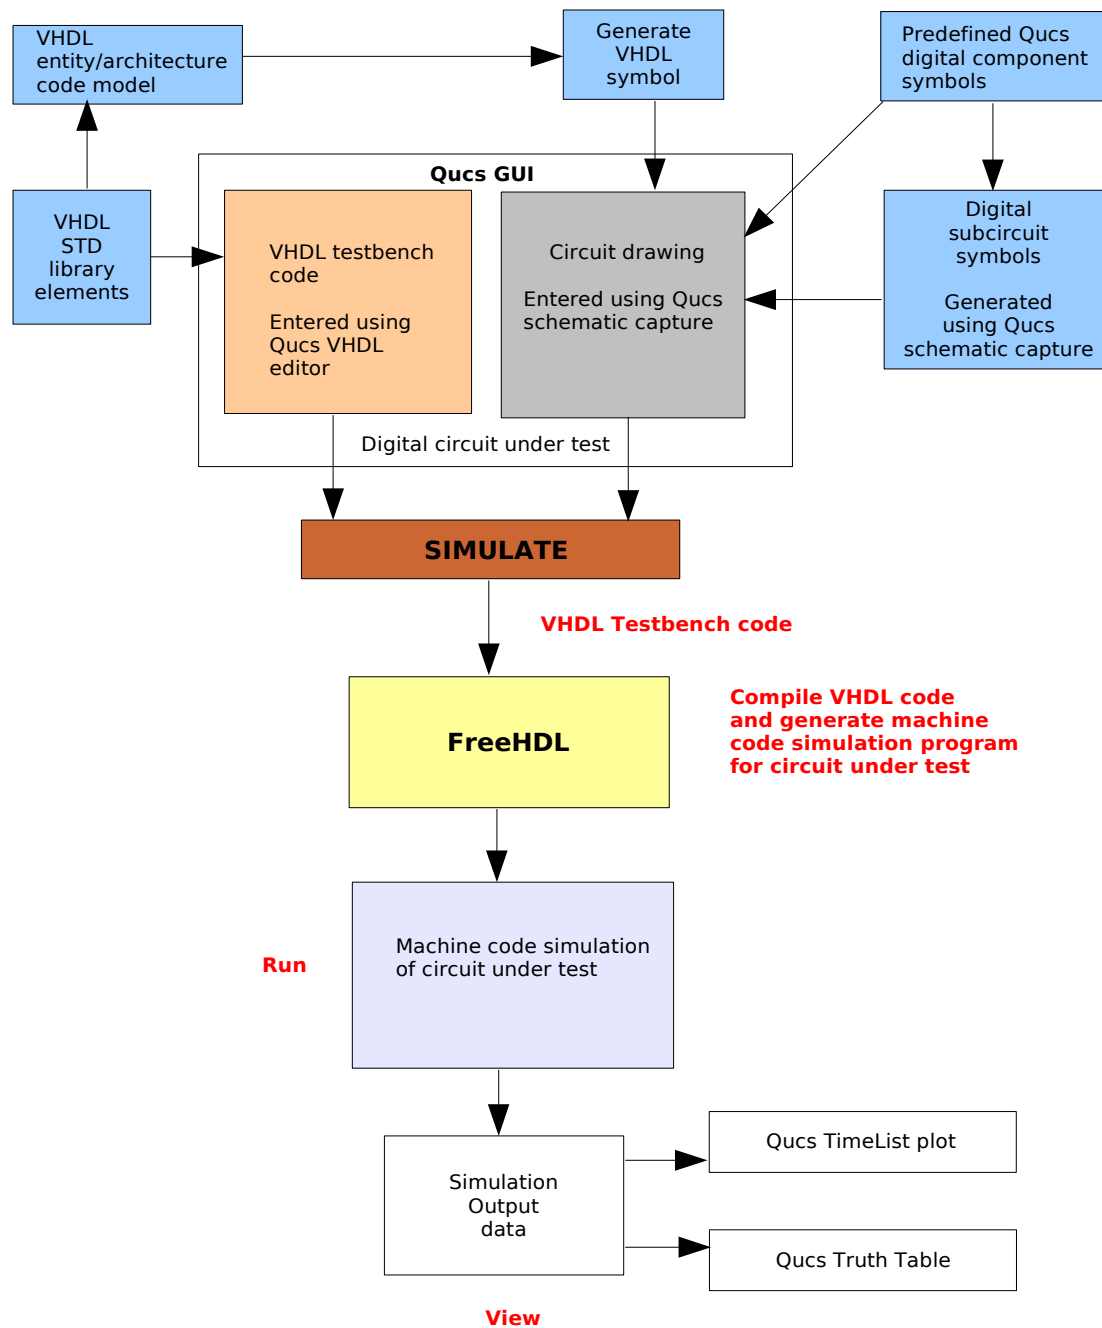 VHDL
entity/architecture
code model
Generate
VHDL
symbol
Predefined Qucs
digital component
symbols
Qucs GUI
VHDL
STD
library
elements
VHDL testbench
code
Entered using
Qucs VHDL
editor
Circuit drawing
Entered using Qucs
schematic capture
Digital
subcircuit
symbols
Generated
using Qucs
schematic capture
Digital circuit under test
SIMULATE
VHDL Testbench code
FreeHDL
Compile VHDL code
and generate machine
code simulation program
for circuit under test
Run
Machine code simulation
of circuit under test
Simulation
Output
data
Qucs TimeList plot
Qucs Truth Table
View